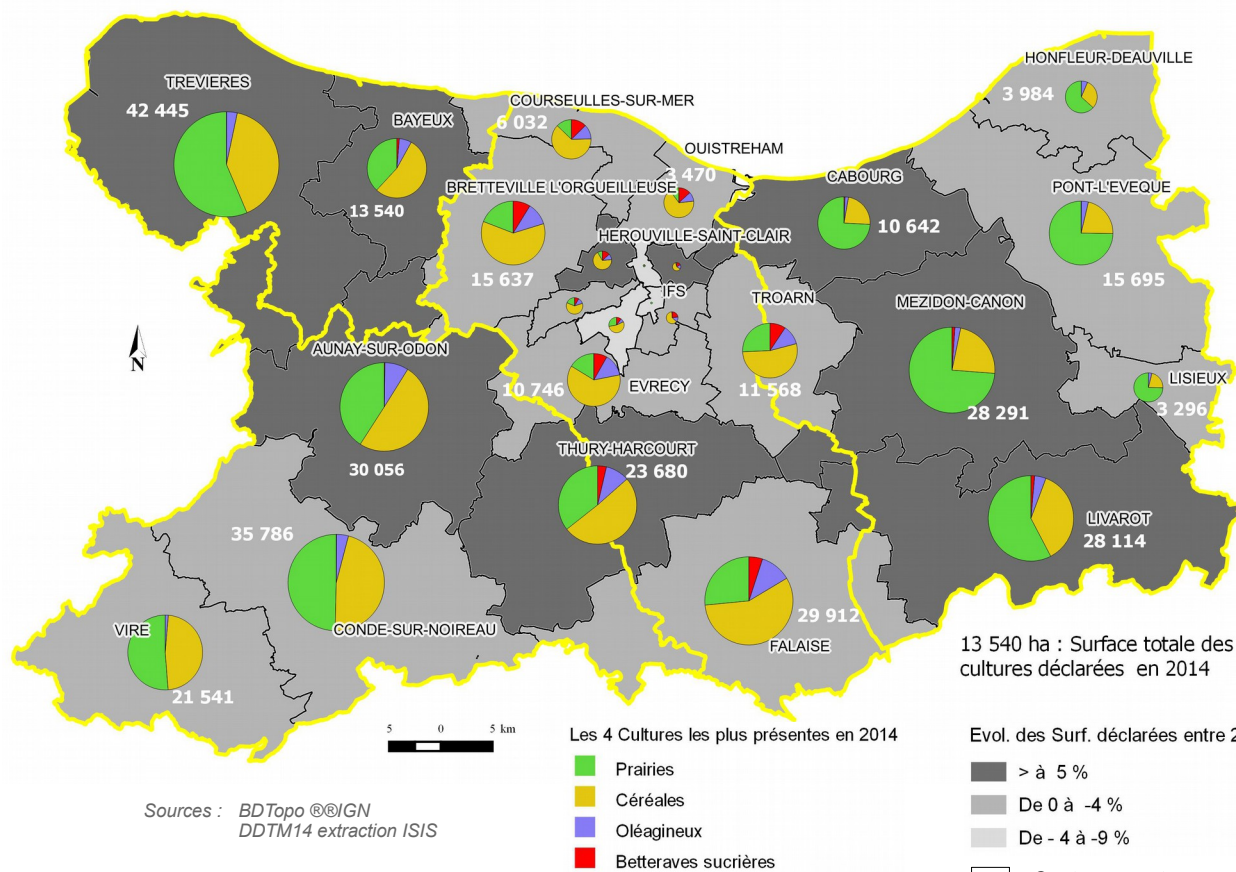 HONFLEUR-DEAUVILLE
3 984
TREVIERES
42 445
COURSEULLES-SUR-MER
6 032
BAYEUX
13 540
OUISTREHAM
3 470
CABOURG
10 642
PONT-L'EVEQUE
15 695
BRETTEVILLE L'ORGUEILLEUSE
15 637
HEROUVILLE-SAINT-CLAIR
IFS
TROARN
11 568
MEZIDON-CANON
28 291
N
AUNAY-SUR-ODON
30 056
10 746
EVRECY
LISIEUX
3 296
THURY-HARCOURT
23 680
LIVAROT
28 114
35 786
CONDE-SUR-NOIREAU
29 912
FALAISE
VIRE
21 541
13 540 ha : Surface totale des
cultures déclarées en 2014
5 0 5 km
Les 4 Cultures les plus présentes en 2014
Prairies
Céréales
Oléagineux
Betteraves sucrières
Evol. des Surf. déclarées entre 2
> à 5 %
De 0 à -4 %
De - 4 à -9 %
Sources : BDTopo ®®IGN
DDTM14 extraction ISIS